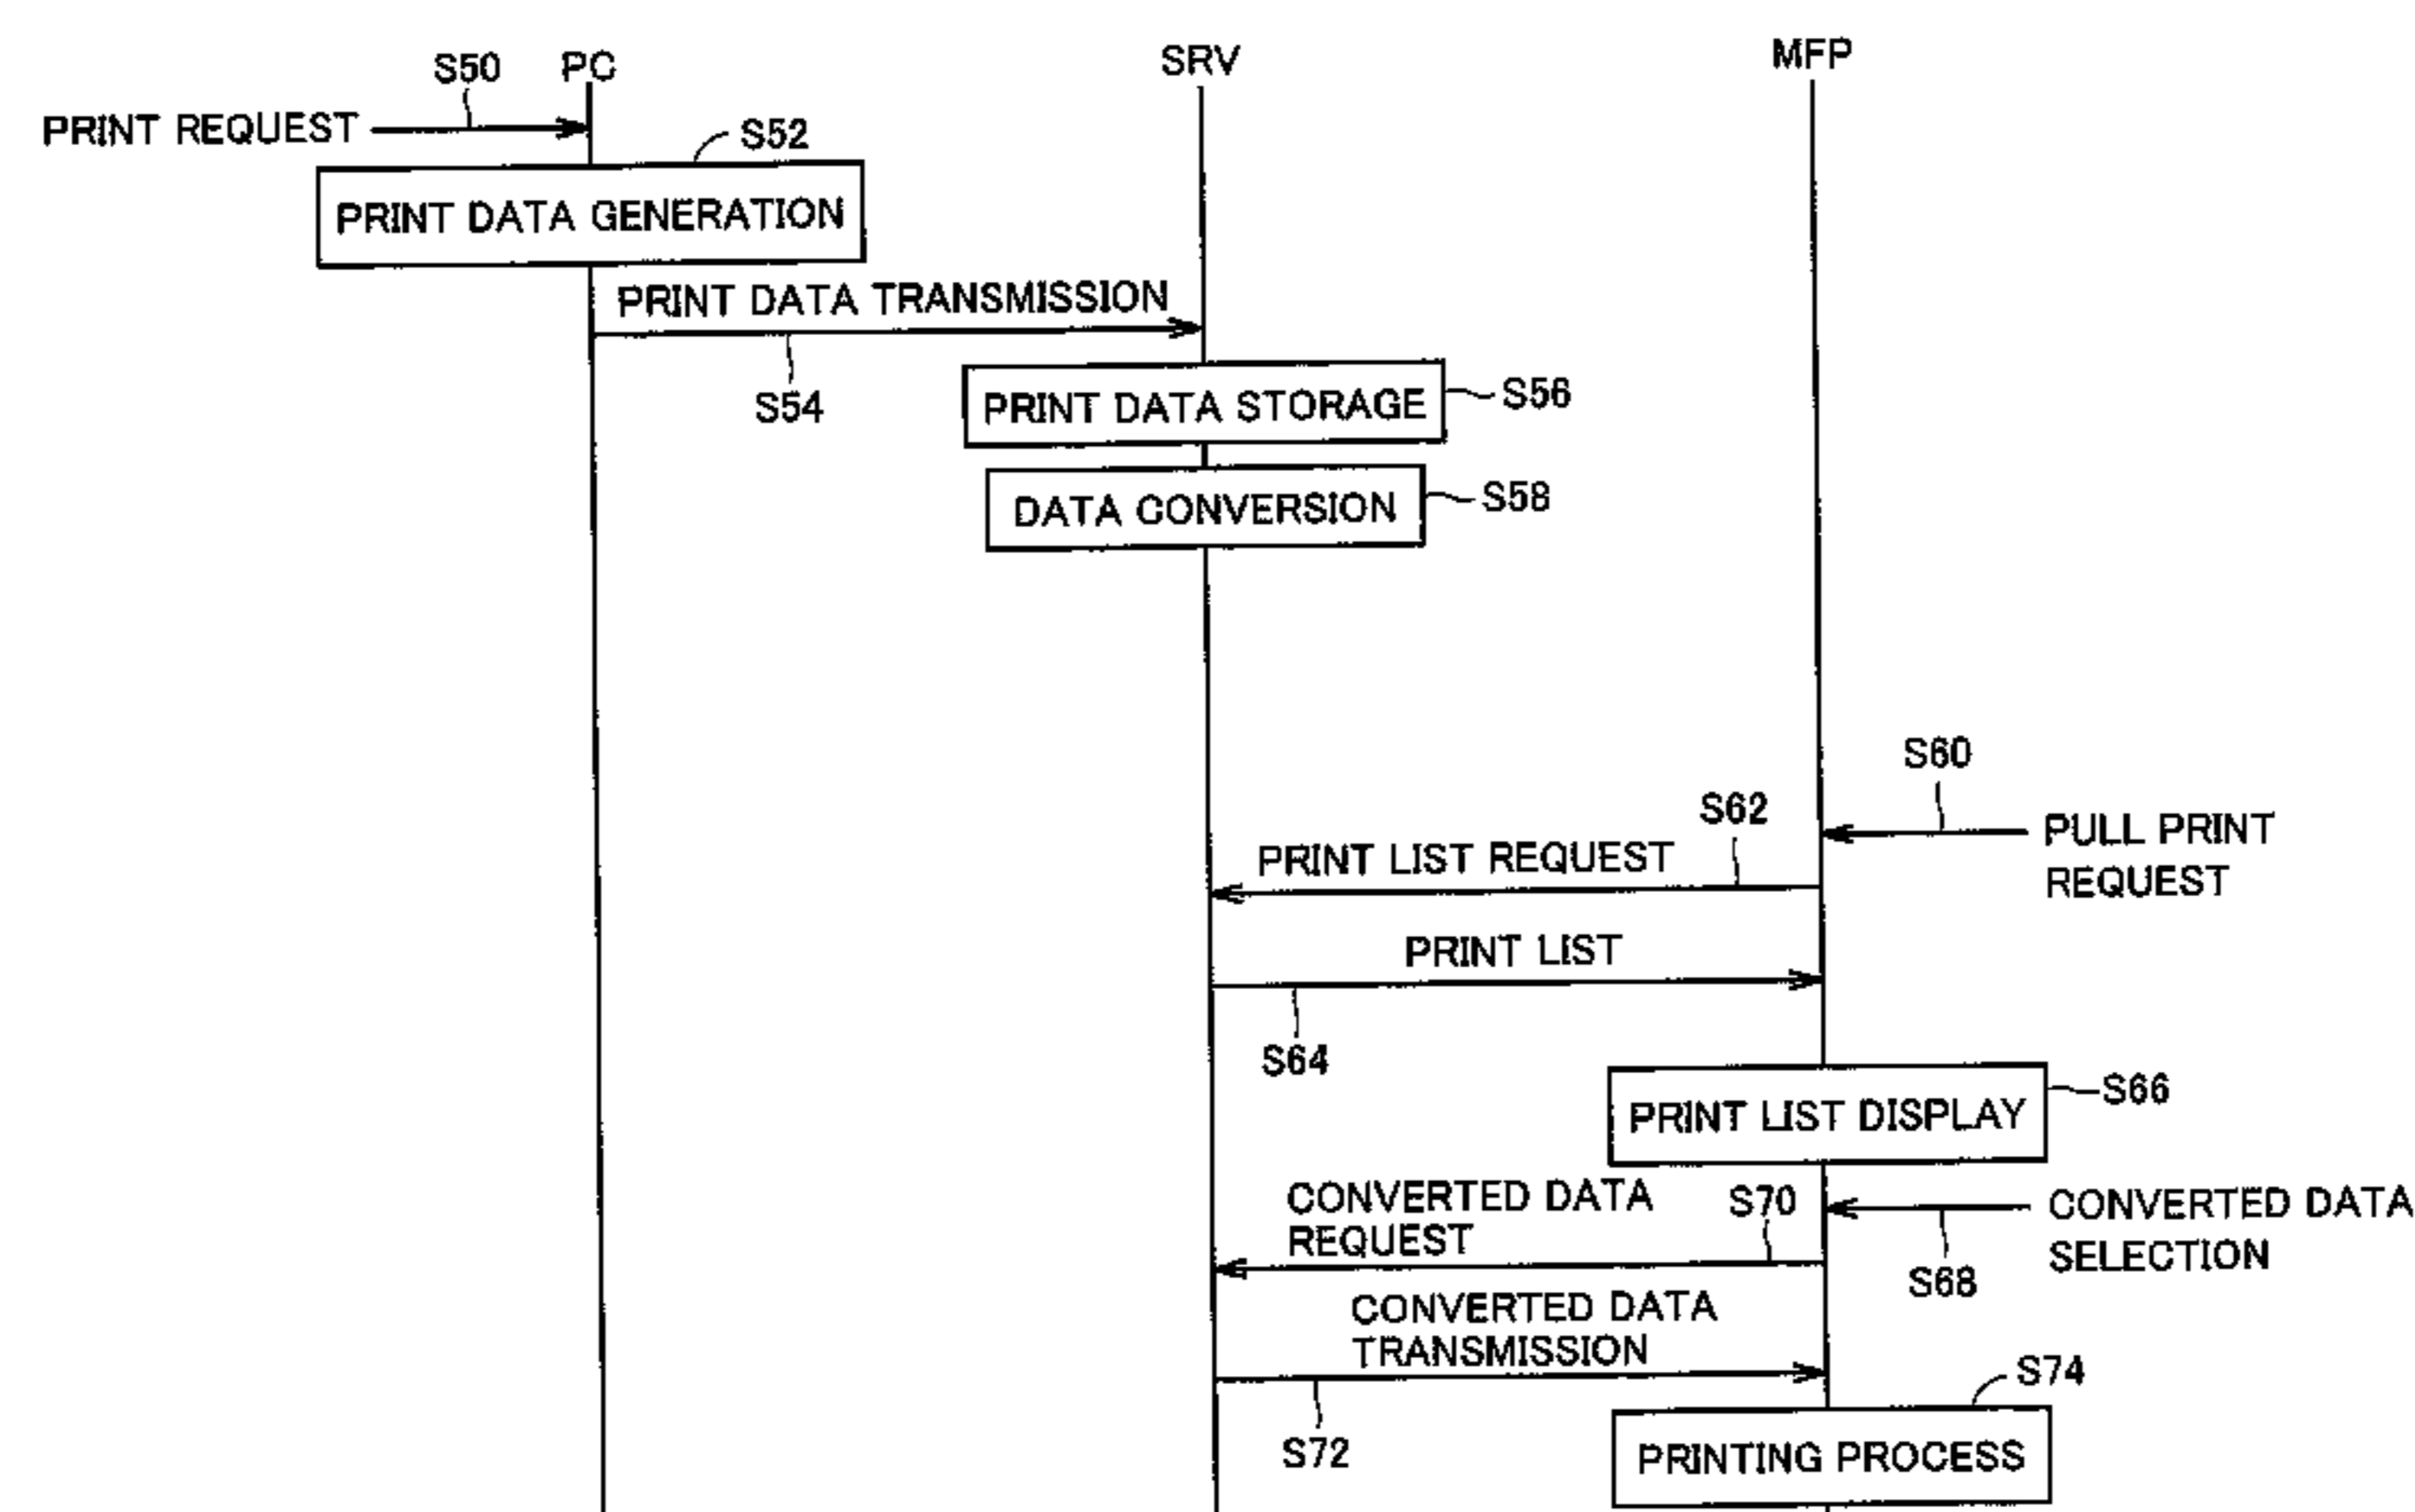 S50 PC SRV MFP
PRINT REQUEST
S52
PRINT DATA GENERATION
PRINT DATA TRANSMISSION
S54
PRINT DATA STORAGE S56
DATA CONVERSION S58
S60
PULL PRINT
REQUEST
S62
PRINT LIST REQUEST
PRINT LIST
S64
PRINT LIST DISPLAY S66
CONVERTED DATA
SELECTION
S68
CONVERTED DATA
REQUEST
S70
CONVERTED DATA
TRANSMISSION
S72
S74
PRINTING PROCESS